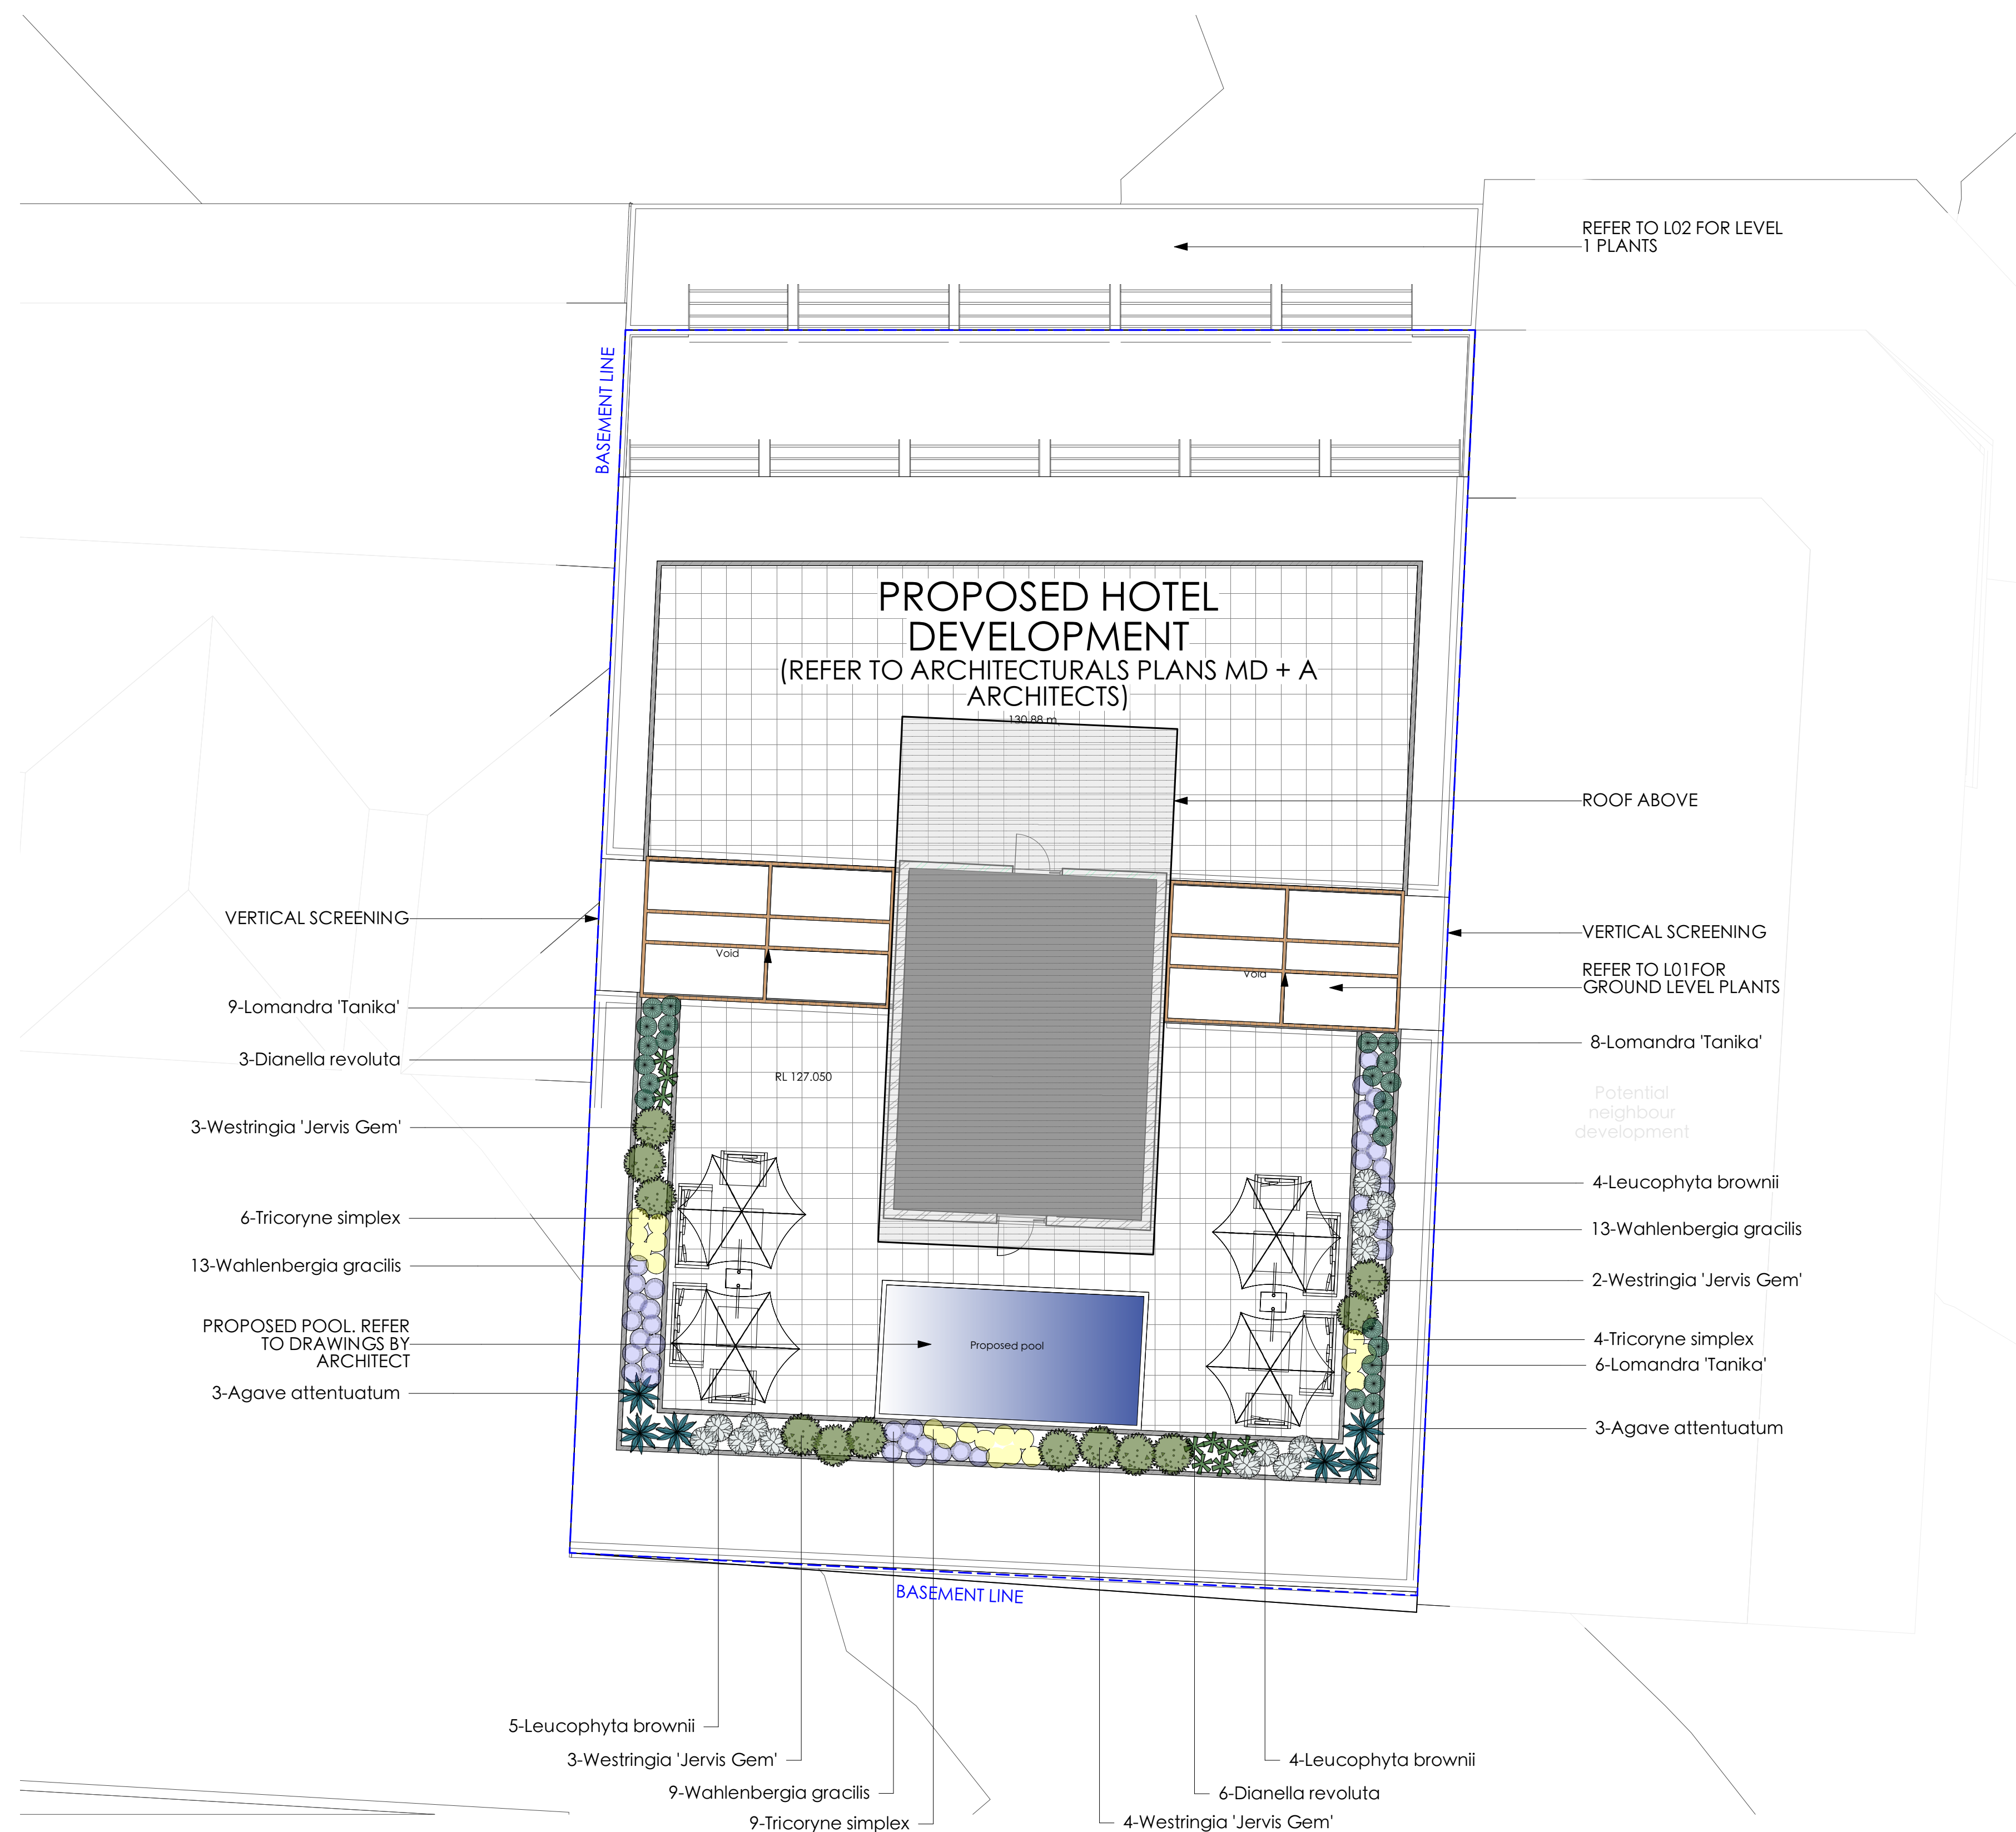 REFER TO L02 FOR LEVEL
1 PLANTS
BASEMENT LINE
PROPOSED HOTEL
DEVELOPMENT
(REFER TO ARCHITECTURALS PLANS MD + A
ARCHITECTS)
130.88 m
ROOF ABOVE
VERTICAL SCREENING
VERTICAL SCREENING
Void
Void
REFER TO L01FOR
GROUND LEVEL PLANTS
9-Lomandra 'Tanika'
8-Lomandra 'Tanika'
3-Dianella revoluta
RL 127.050
Potential
neighbour
development
3-Westringia 'Jervis Gem'
4-Leucophyta brownii
6-Tricoryne simplex
13-Wahlenbergia gracilis
13-Wahlenbergia gracilis
2-Westringia 'Jervis Gem'
PROPOSED POOL. REFER
TO DRAWINGS BY
ARCHITECT
Proposed pool
4-Tricoryne simplex
6-Lomandra 'Tanika'
3-Agave attentuatum
3-Agave attentuatum
BASEMENT LINE
5-Leucophyta brownii
3-Westringia 'Jervis Gem'
4-Leucophyta brownii
9-Wahlenbergia gracilis
6-Dianella revoluta
9-Tricoryne simplex
4-Westringia 'Jervis Gem'